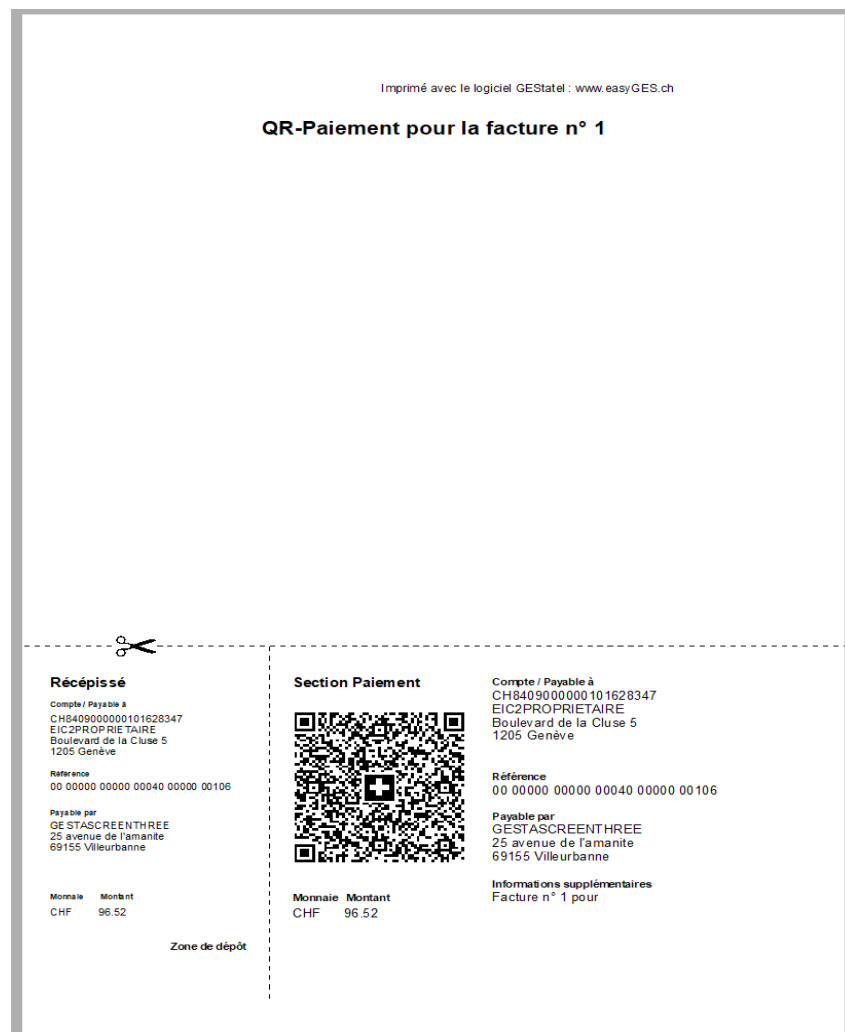 Imprimé avec le logiciel GEStatel : www.easyGES.ch
QR-Paiement pour la facture n° 1
Récépissé
Compte / Payable à
CH8409000000101628347
EIC2PROPRIETAIRE
Boulevard de la Cluse 5
1205 Genève
Référence
00 00000 00000 00040 00000 00106
Payable par
GESTASCREENTHREE
25 avenue de l'amanite
69155 Villeurbanne
Monnaie Montant
CHF 96.52
Zone de dépôt
Section Paiement
Monnaie Montant
CHF 96.52
Compte / Payable à
CH8409000000101628347
EIC2PROPRIETAIRE
Boulevard de la Cluse 5
1205 Genève
Référence
00 00000 00000 00040 00000 00106
Payable par
GESTASCREENTHREE
25 avenue de l'amanite
69155 Villeurbanne
Informations supplémentaires
Facture n° 1 pour